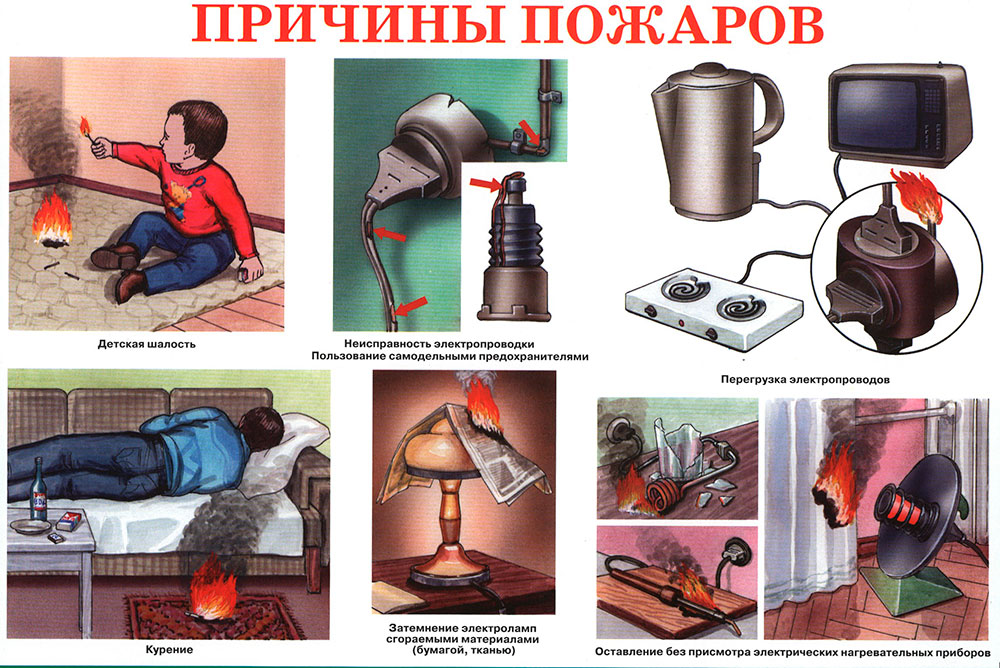 ПРИЧИНЫ ПОЖАРОВ
Детская шалость
Неисправность электропроводки
Пользование самодельными предохранителями
Перегрузка электропроводов
Курение
Затемнение электроламп
сгораемыми материалами
(бумагой, тканью)
Оставление без присмотра электрических нагревательных приборов